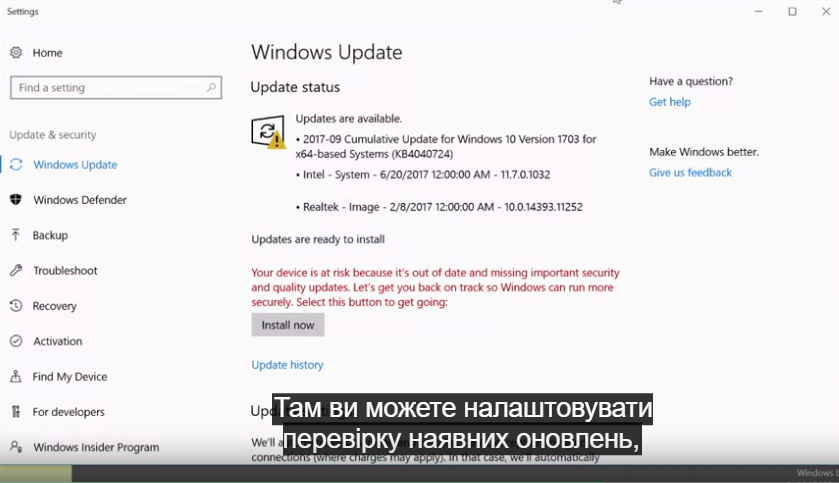 Settings
Home
Find a setting
Update & security
Windows Update
Windows Defender
Backup
Troubleshoot
Recovery
Activation
Find My Device
For developers
Windows Insider Program
Windows Update
Update status
Updates are available.
• 2017-09 Cumulative Update for Windows 10 Version 1703 for
x64-based Systems (KB4040724)
• Intel - System - 6/20/2017 12:00:00 AM - 11.7.0.1032
• Realtek - Image - 2/8/2017 12:00:00 AM - 10.0.14393.11252
Updates are ready to install
Your device is at risk because it's out of date and missing important security
and quality updates. Let's get you back on track so Windows can run more
securely. Select this button to get going:
Install now
Update history
We'll
connections (where charges may apply). In that case, we'll automatically
Have a question?
Get help
Make Windows better.
Give us feedback
Там ви можете налаштовувати
перевірку наявних оновлень,
Windows